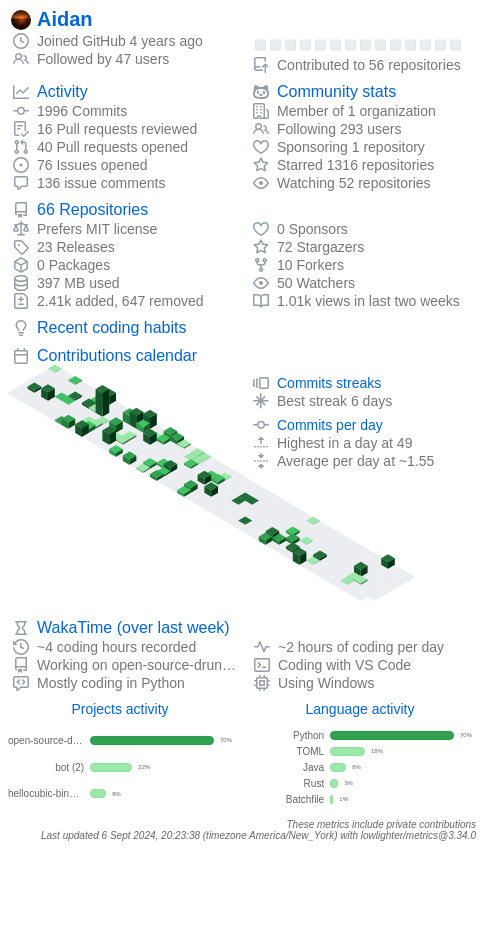 Aidan
Joined GitHub 4 years ago
Followed by 47 users
Contributed to 56 repositories
Activity
1996 Commits
16 Pull requests reviewed
40 Pull requests opened
76 Issues opened
136 issue comments
Community stats
Member of 1 organization
Following 293 users
Sponsoring 1 repository
Starred 1316 repositories
Watching 52 repositories
66 Repositories
Prefers MIT license
23 Releases
0 Packages
397 MB used
2.41k added, 647 removed
0 Sponsors
72 Stargazers
10 Forkers
50 Watchers
1.01k views in last two weeks
Recent coding habits
Contributions calendar
Commits streaks
Best streak 6 days
Commits per day
Highest in a day at 49
Average per day at ~1.55
WakaTime (over last week)
~4 coding hours recorded
Working on open-source-drun…
Mostly coding in Python
~2 hours of coding per day
Coding with VS Code
Using Windows
Projects activity
open-source-d… 70%
bot (2) 22%
hellocubic-bin… 8%
Language activity
Python 70%
TOML 18%
Java 8%
Rust 3%
Batchfile 1%
These metrics include private contributions
Last updated 6 Sept 2024, 20:23:38 (timezone America/New_York) with lowlighter/metrics@3.34.0